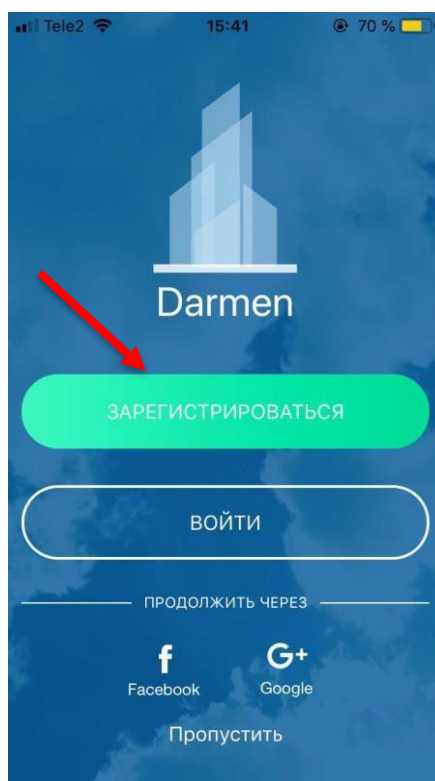 Tele2 15:41 70 %
Darmen
ЗАРЕГИСТРИРОВАТЬСЯ
ВОЙТИ
ПРОДОЛЖИТЬ ЧЕРЕЗ
f G+
Facebook Google
Пропустить